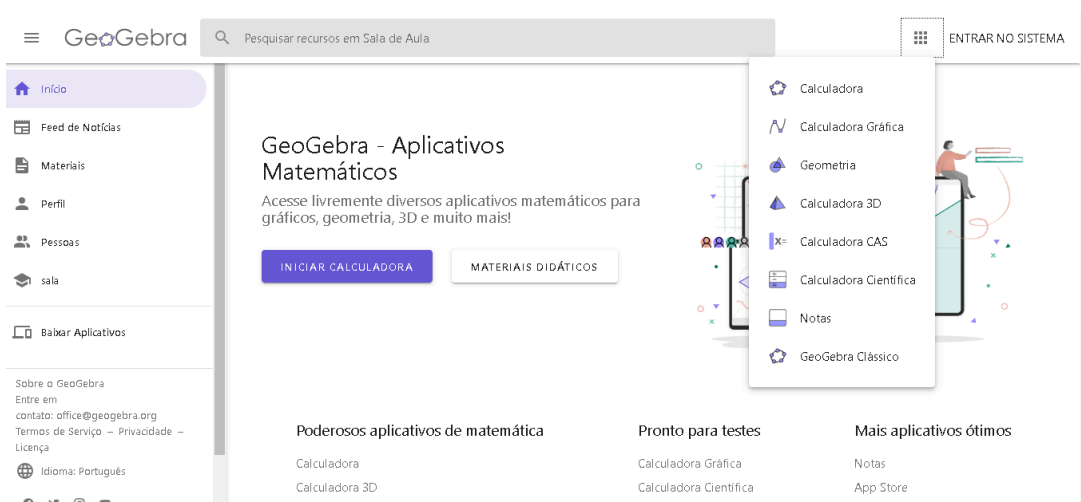 GeoGebra
Pesquisar recursos em Sala de Aula
ENTRAR NO SISTEMA
Início
Feed de Notícias
Materiais
Perfil
Pessoas
sala
Baixar Aplicativos
Sobre o GeoGebra
Entre em
contato: office@geogebra.org
Termos de Serviço – Privacidade –
Licença
Idioma: Português
GeoGebra - Aplicativos
Matemáticos
Acesse livremente diversos aplicativos matemáticos para
gráficos, geometria, 3D e muito mais!
INICIAR CALCULADORA
MATERIAIS DIDÁTICOS
Calculadora
Calculadora Gráfica
Geometria
Calculadora 3D
X=
Calculadora CAS
Calculadora Científica
Notas
GeoGebra Clássico
Poderosos aplicativos de matemática
Calculadora
Calculadora 3D
Pronto para testes
Calculadora Gráfica
Calculadora Científica
Mais aplicativos ótimos
Notas
App Store